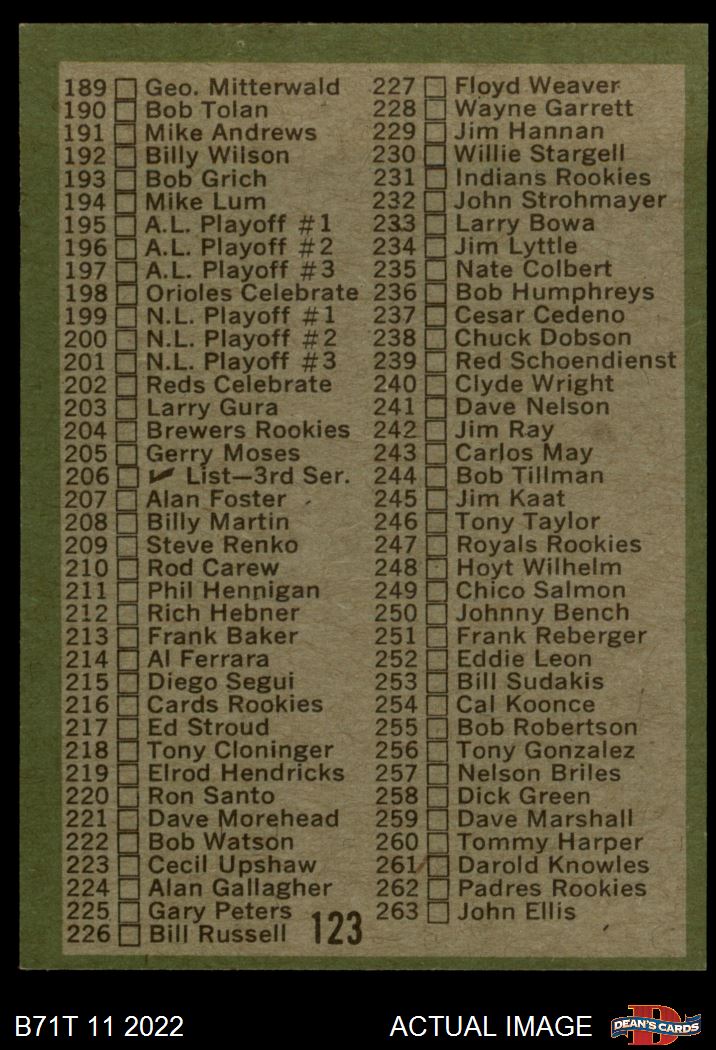 189 Geo. Mitterwald
190 Bob Tolan
191 Mike Andrews
192 Billy Wilson
193 Bob Grich
194 Mike Lum
195 A.L. Playoff #1
196 A.L. Playoff #2
197 A.L. Playoff #3
198 Orioles Celebrate
199 N.L. Playoff #1
200 N.L. Playoff #2
201 N.L. Playoff #3
202 Reds Celebrate
203 Larry Gura
204 Brewers Rookies
205 Gerry Moses
206 ✔ List—3rd Ser.
207 Alan Foster
208 Billy Martin
209 Steve Renko
210 Rod Carew
211 Phil Hennigan
212 Rich Hebner
213 Frank Baker
214 Al Ferrara
215 Diego Segui
216 Cards Rookies
217 Ed Stroud
218 Tony Cloninger
219 Elrod Hendricks
220 Ron Santo
221 Dave Morehead
222 Bob Watson
223 Cecil Upshaw
224 Alan Gallagher
225 Gary Peters
226 Bill Russell
123
227 Floyd Weaver
228 Wayne Garrett
229 Jim Hannan
230 Willie Stargell
231 Indians Rookies
232 John Strohmayer
233 Larry Bowa
234 Jim Lyttle
235 Nate Colbert
236 Bob Humphreys
237 Cesar Cedeno
238 Chuck Dobson
239 Red Schoendienst
240 Clyde Wright
241 Dave Nelson
242 Jim Ray
243 Carlos May
244 Bob Tillman
245 Jim Kaat
246 Tony Taylor
247 Royals Rookies
248 Hoyt Wilhelm
249 Chico Salmon
250 Johnny Bench
251 Frank Reberger
252 Eddie Leon
253 Bill Sudakis
254 Cal Koonce
255 Bob Robertson
256 Tony Gonzalez
257 Nelson Briles
258 Dick Green
259 Dave Marshall
260 Tommy Harper
261 Darold Knowles
262 Padres Rookies
263 John Ellis
B71T 11 2022
ACTUAL IMAGE
DEAN'S CARDS